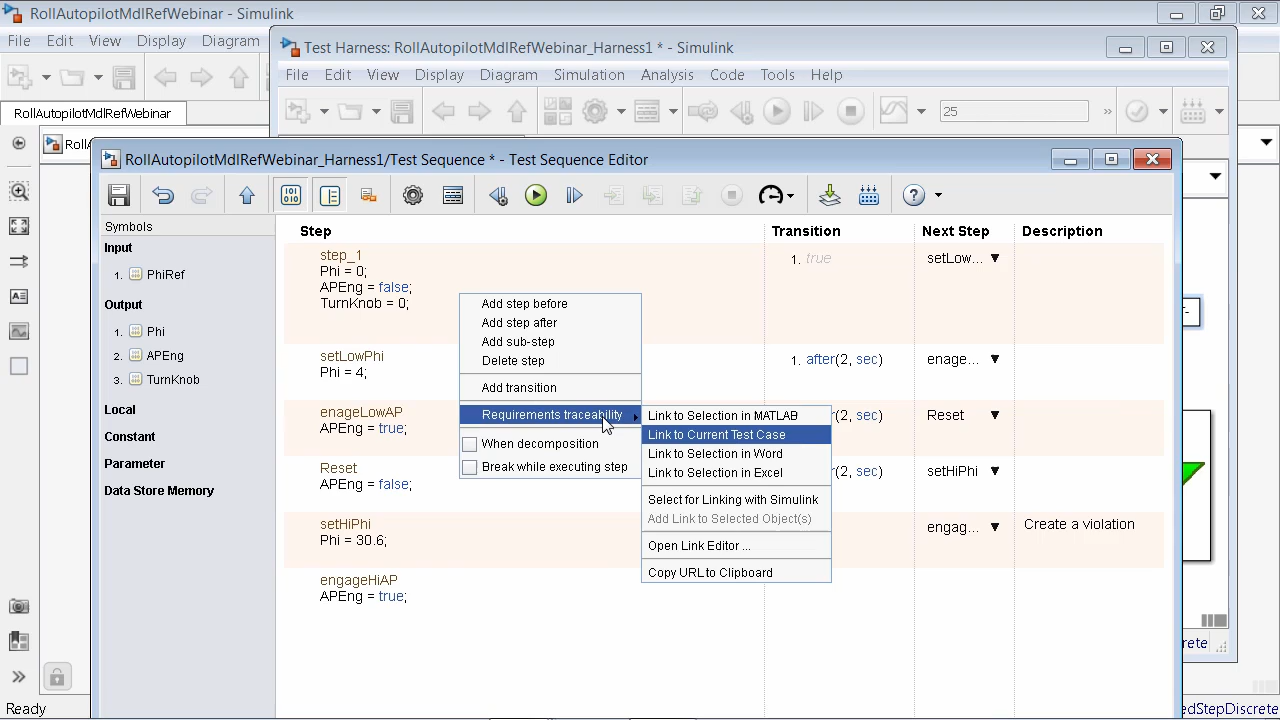 RollAutopilotMdlRefWebinar - Simulink
File Edit View Display Diagram
RollAutopilotMdlRefWebinar
Test Harness: RollAutopilotMdlRefWebinar_Harness1 * - Simulink
File Edit View Display Diagram Simulation Analysis Code Tools Help
25
RollAutopilotMdlRefWebinar_Harness1/Test Sequence * - Test Sequence Editor
Symbols
Input
1. PhiRef
Output
1. Phi
2. APEng
3. TurnKnob
Local
Constant
Parameter
Data Store Memory
Step Transition Next Step Description
step_1
Phi = 0;
APEng = false;
TurnKnob = 0;
1. true
setLow...
setLowPhi
Phi = 4;
1. after(2, sec)
enage...
enageLowAP
APEng = true;
(2, sec)
Reset
Reset
APEng = false;
(2, sec)
setHiPhi
setHiPhi
Phi = 30.6;
engag...
Create a violation
engageHiAP
APEng = true;
Add step before
Add step after
Add sub-step
Delete step
Add transition
Requirements traceability
When decomposition
Break while executing step
Link to Selection in MATLAB
Link to Current Test Case
Link to Selection in Word
Link to Selection in Excel
Select for Linking with Simulink
Add Link to Selected Object(s)
Open Link Editor ...
Copy URL to Clipboard
Ready